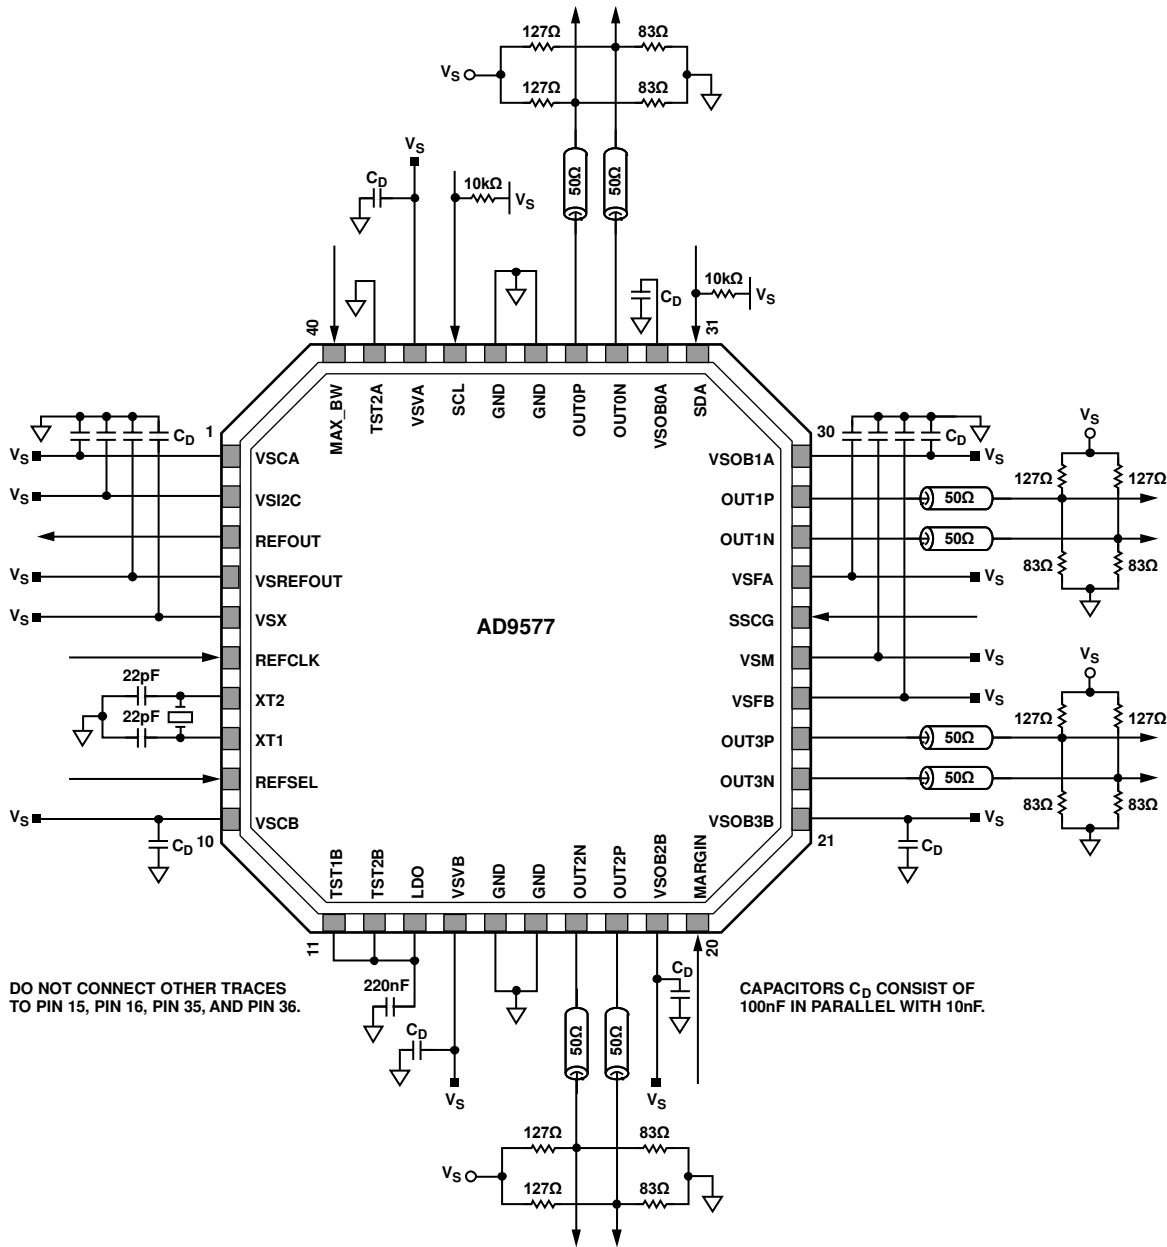 127Ω
83Ω
VS
127Ω
83Ω
VS
CD
10kΩ
VS
50Ω
50Ω
10kΩ
VS
CD
40
31
MAX_BW
TST2A
VSVA
SCL
GND
GND
OUT0P
OUT0N
VSOB0A
SDA
1
CD
VS
VSCA
VS
VSI2C
REFOUT
VS
VSREFOUT
VS
VSX
REFCLK
22pF
XT2
22pF
XT1
REFSEL
VS
VSCB
10
CD
AD9577
30
CD
VS
VSOB1A
VS
127Ω
127Ω
OUT1P
50Ω
OUT1N
50Ω
83Ω
83Ω
VSFA
VS
SSCG
VSM
VS
VS
VSFB
VS
127Ω
127Ω
OUT3P
50Ω
OUT3N
50Ω
83Ω
83Ω
VSOB3B
VS
21
CD
TST1B
TST2B
LDO
VSVB
GND
GND
OUT2N
OUT2P
VSOB2B
MARGIN
11
20
220nF
CD
CD
VS
50Ω
50Ω
VS
DO NOT CONNECT OTHER TRACES
TO PIN 15, PIN 16, PIN 35, AND PIN 36.
CAPACITORS CD CONSIST OF
100nF IN PARALLEL WITH 10nF.
127Ω
83Ω
VS
127Ω
83Ω